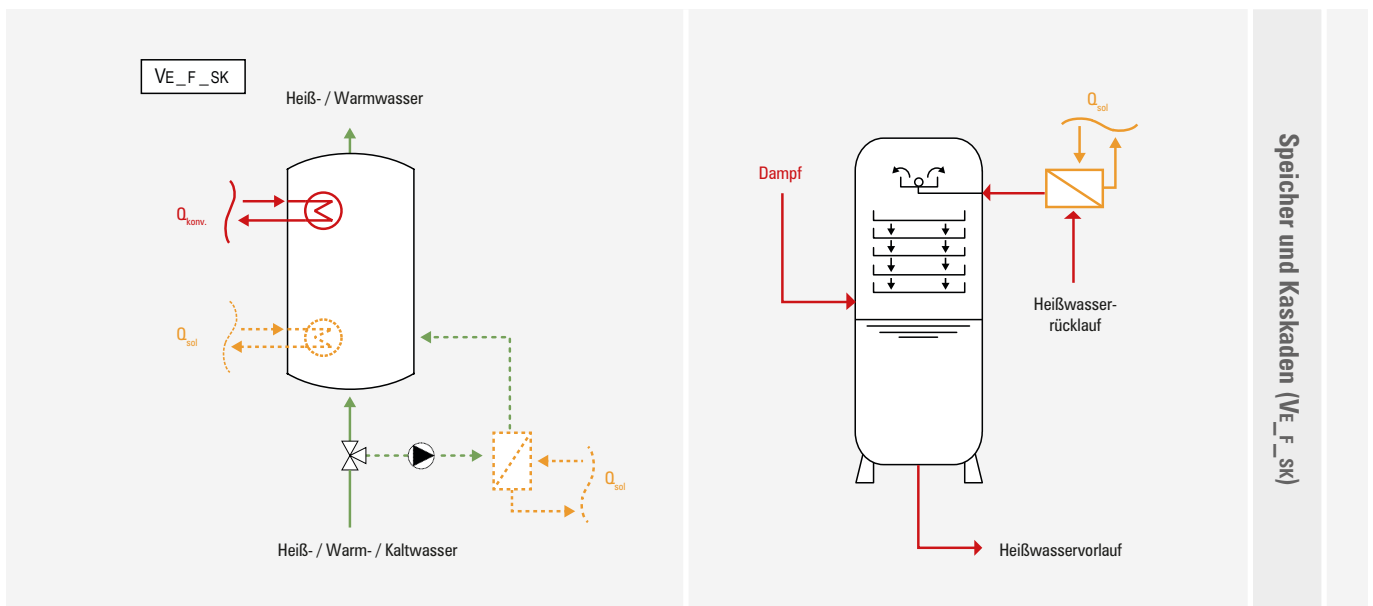 VE_F_SK
Heiß- / Warmwasser
Qkonv.
Qsol
Qsol
Heiß- / Warm- / Kaltwasser
Qsol
Dampf
Heißwasser-
rücklauf
Heißwasservorlauf
Speicher und Kaskaden (VE_F_SK)